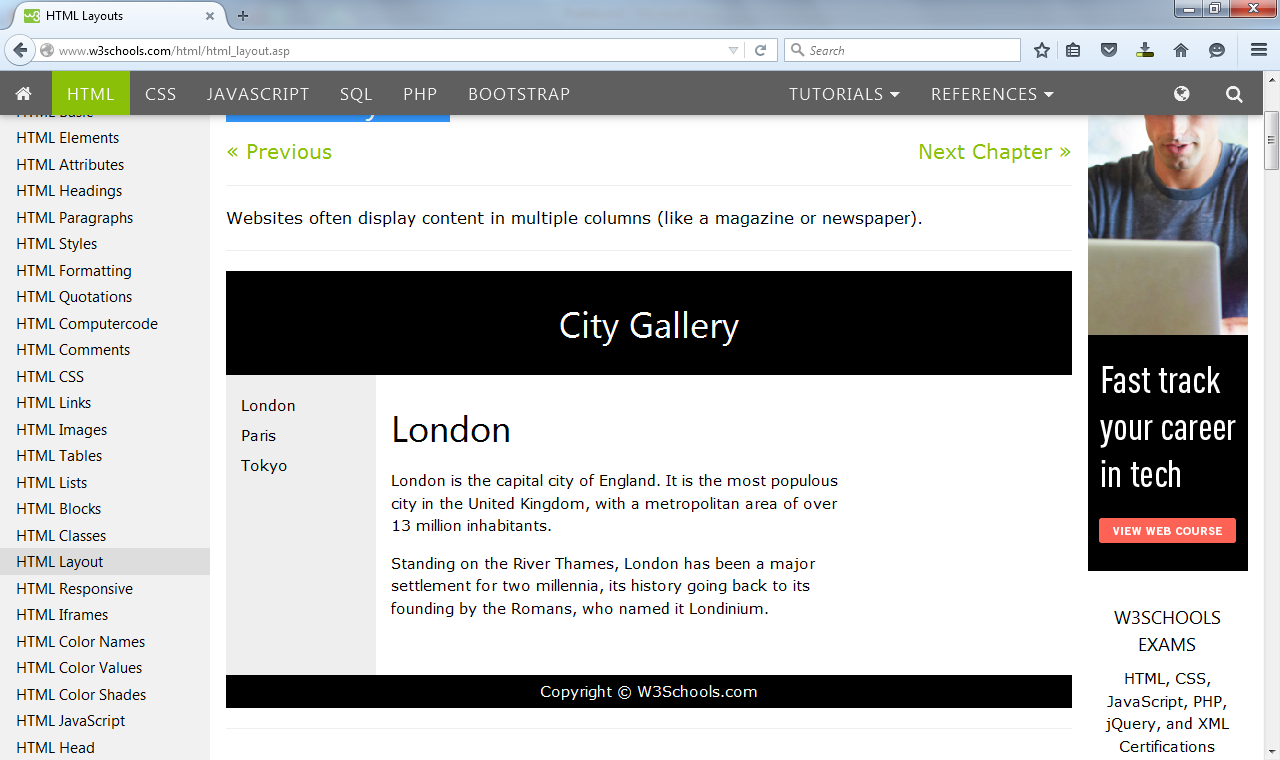 HTML Layouts
www.w3schools.com/html/html_layout.asp
Search
HTML
CSS
JAVASCRIPT
SQL
PHP
BOOTSTRAP
TUTORIALS
REFERENCES
HTML Elements
HTML Attributes
HTML Headings
HTML Paragraphs
HTML Styles
HTML Formatting
HTML Quotations
HTML Computercode
HTML Comments
HTML CSS
HTML Links
HTML Images
HTML Tables
HTML Lists
HTML Blocks
HTML Classes
HTML Layout
HTML Responsive
HTML Iframes
HTML Color Names
HTML Color Values
HTML Color Shades
HTML JavaScript
HTML Head
« Previous
Next Chapter »
Websites often display content in multiple columns (like a magazine or newspaper).
City Gallery
London
Paris
Tokyo
London
London is the capital city of England. It is the most populous
city in the United Kingdom, with a metropolitan area of over
13 million inhabitants.
Standing on the River Thames, London has been a major
settlement for two millennia, its history going back to its
founding by the Romans, who named it Londinium.
Copyright © W3Schools.com
Fast track
your career
in tech
VIEW WEB COURSE
W3SCHOOLS
EXAMS
HTML, CSS,
JavaScript, PHP,
jQuery, and XML
Certifications